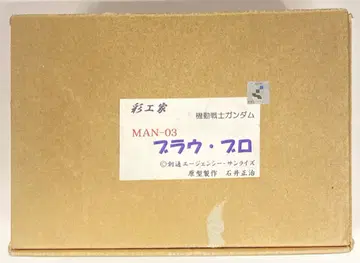 彩工家
機動戦士ガンダム
MAN-03
ブラウ・ブロ
©創通エージェンシー・サンライズ
原型製作 石井正治